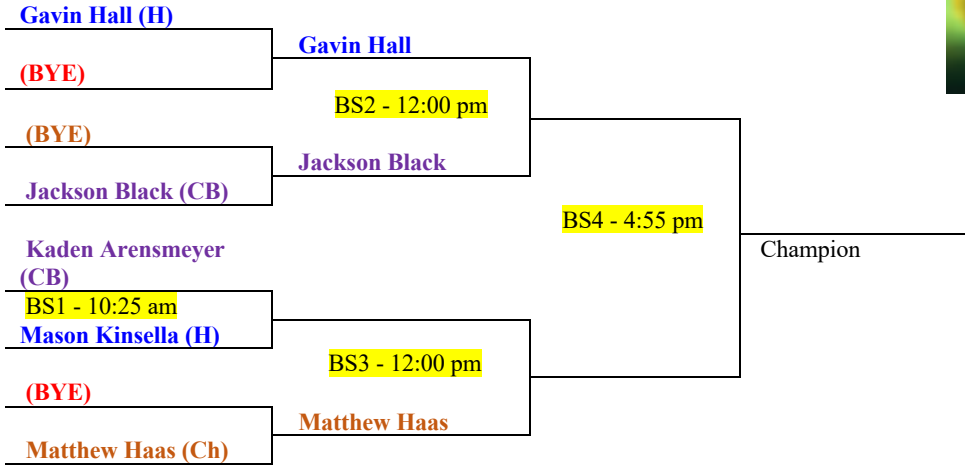 Gavin Hall (H)
Gavin Hall
(BYE)
BS2 - 12:00 pm
(BYE)
Jackson Black
Jackson Black (CB)
BS4 - 4:55 pm
Kaden Arensmeyer
(CB)
Champion
BS1 - 10:25 am
Mason Kinsella (H)
BS3 - 12:00 pm
(BYE)
Matthew Haas
Matthew Haas (Ch)